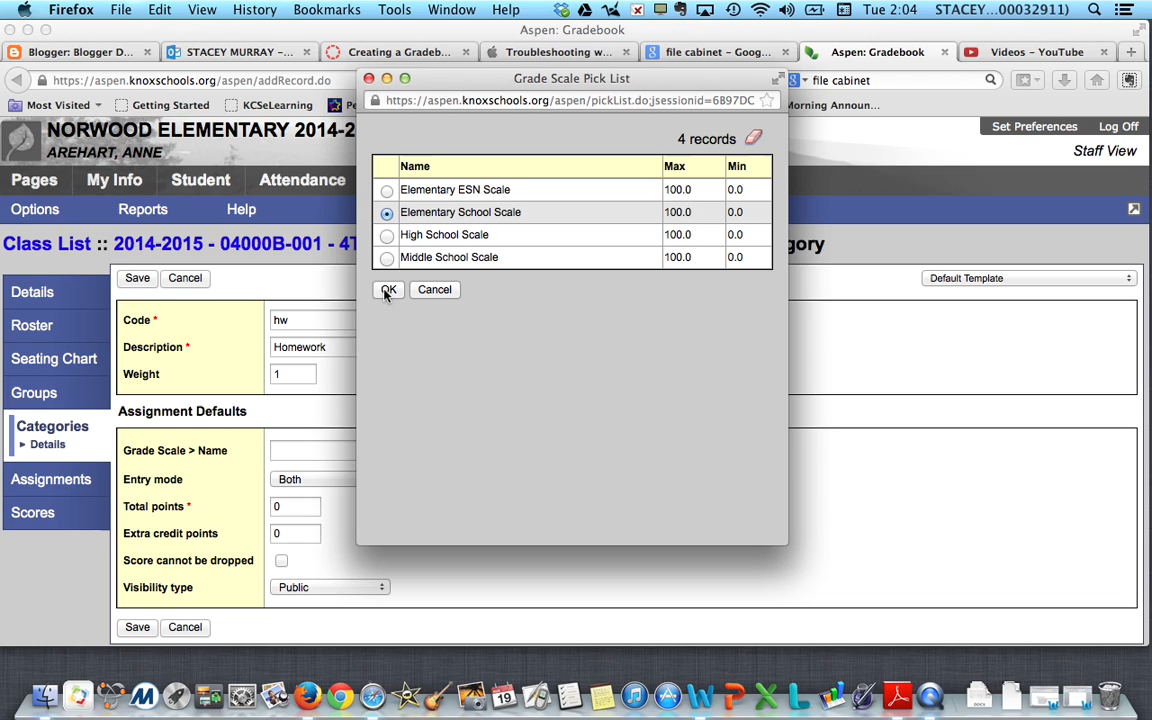 Firefox File Edit View History Bookmarks Tools Window Help Tue 2:04 STACEY...00032911)
Aspen: Gradebook
Blogger: Blogger D... STACEY MURRAY -... Creating a Gradeb... Troubleshooting w... file cabinet - Goog... Aspen: Gradebook Videos - YouTube
https://aspen.knoxschools.org/aspen/addRecord.do file cabinet
Most Visited Getting Started KCSeLearning Pe Morning Announ...
Grade Scale Pick List
https://aspen.knoxschools.org/aspen/pickList.do;jsessionid=6B97DC
NORWOOD ELEMENTARY 2014-2
AREHART, ANNE
Set Preferences Log Off
Staff View
Pages My Info Student Attendance
Options Reports Help
Class List :: 2014-2015 - 04000B-001 - 4T gory
4 records
Name Max Min
Elementary ESN Scale 100.0 0.0
Elementary School Scale 100.0 0.0
High School Scale 100.0 0.0
Middle School Scale 100.0 0.0
OK Cancel
Details
Roster
Seating Chart
Groups
Categories
Details
Assignments
Scores
Save Cancel Default Template
Code * hw
Description * Homework
Weight 1
Assignment Defaults
Grade Scale > Name
Entry mode Both
Total points * 0
Extra credit points 0
Score cannot be dropped
Visibility type Public
Save Cancel